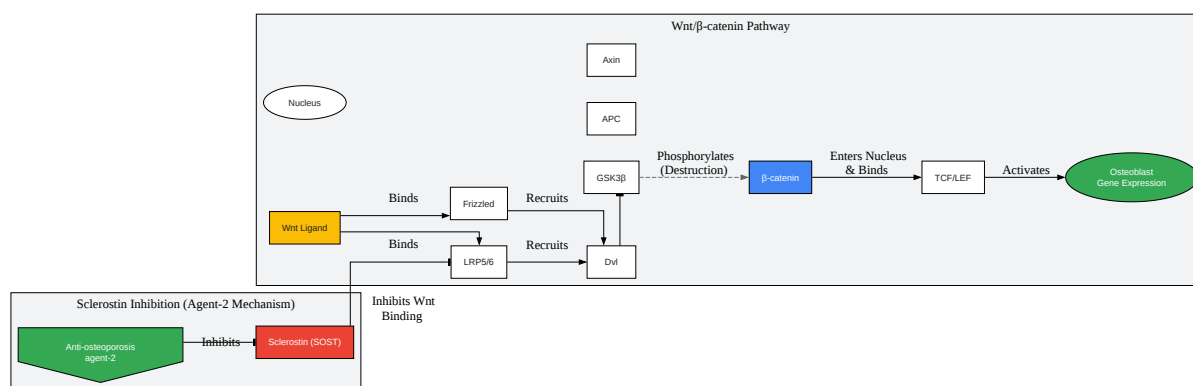 Wnt/β-catenin Pathway
Axin
Nucleus
APC
GSK3β
Phosphorylates
(Destruction)
β-catenin
Enters Nucleus
& Binds
TCF/LEF
Activates
Osteoblast
Gene Expression
Wnt Ligand
Binds
Frizzled
Recruits
Binds
LRP5/6
Recruits
Dvl
Inhibits Wnt
Binding
Sclerostin Inhibition (Agent-2 Mechanism)
Anti-osteoporosis
agent-2
Inhibits
Sclerostin (SOST)